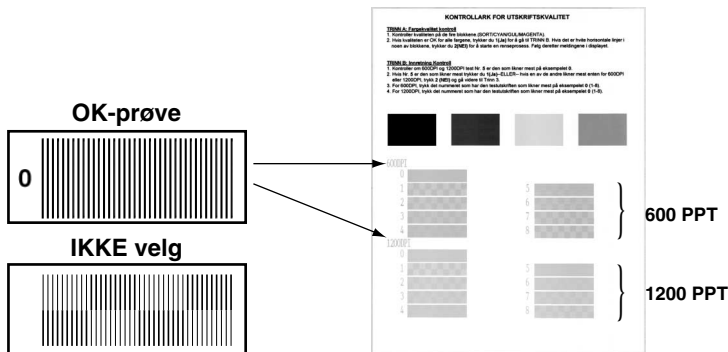 OK-prøve
0
IKKE velg
KONTROLLARK FOR UTSKRIFTSKVALITET
TRINN A: Fargekvalitet kontroll
1. Kontroller kvaliteten på de fire blokkene (SORT/CYAN/GUL/MAGENTA).
2. Hvis kvaliteten er OK for alle fargene, trykker du 1(Ja) for å gå til TRINN B. Hvis det er hvite horisontale linjer i
noen av blokkene, trykker du 2(NEI) for å starte en renseprosess. Følg deretter meldingene i displayet.
TRINN B: Innretning Kontroll
1. Kontroller om 600DPI og 1200DPI test Nr. 5 er den som likner mest på eksempel 0.
2. Hvis Nr. 5 er den som likner mest trykker du 1(Ja)–ELLER– hvis en av de andre likner mest enten for 600DPI
eller 1200DPI, trykk 2 (NEI) og gå videre til Trinn 3.
3. For 600DPI, trykk det nummeret som har den testutskriften som likner mest på eksempelet 0 (1-8).
4. For 1200DPI, trykk det nummeret som har den testutskriften som likner mest på eksempelet 0 (1-8).
600DPI
0
1 5
2 6
3 7
4 8
600 PPT
1200DPI
0
1 5
2 6
3 7
4 8
1200 PPT